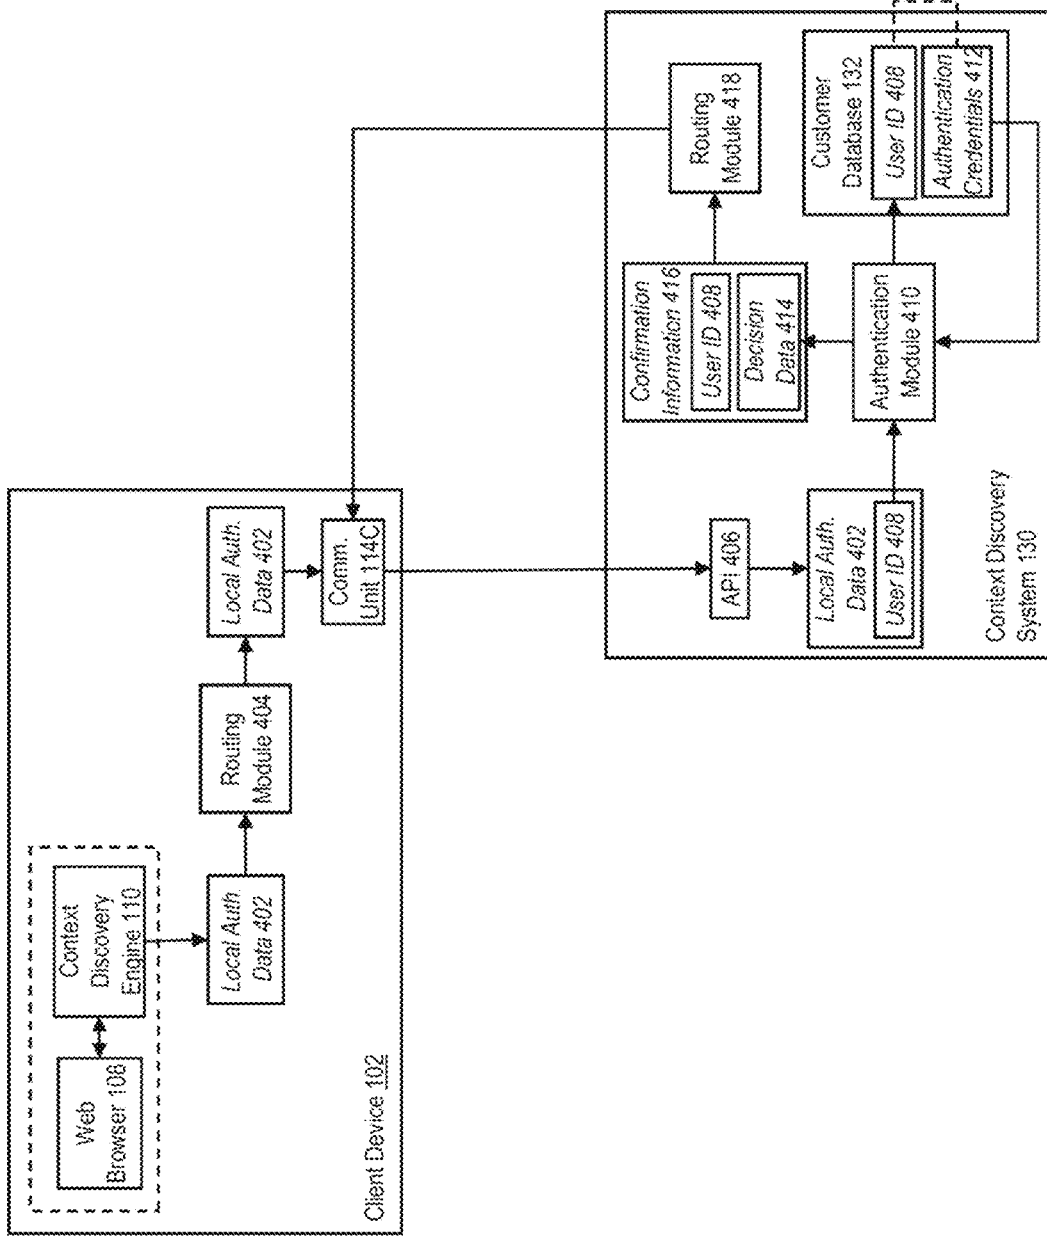 Web
Browser 108
Context
Discovery
Engine 110
Local Auth.
Data 402
Routing
Module 404
Local Auth.
Data 402
Comm.
Unit 114C
Client Device 102
API 406
Local Auth.
Data 402
User ID 408
Authentication
Module 410
Confirmation
Information 416
User ID 408
Decision
Data 414
Routing
Module 418
Customer
Database 132
User ID 408
Authentication
Credentials 412
Context Discovery
System 130